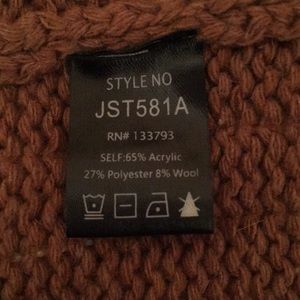 STYLE NO
JST581A
RN# 133793
SELF:65% Acrylic
27% Polyester 8% Wool